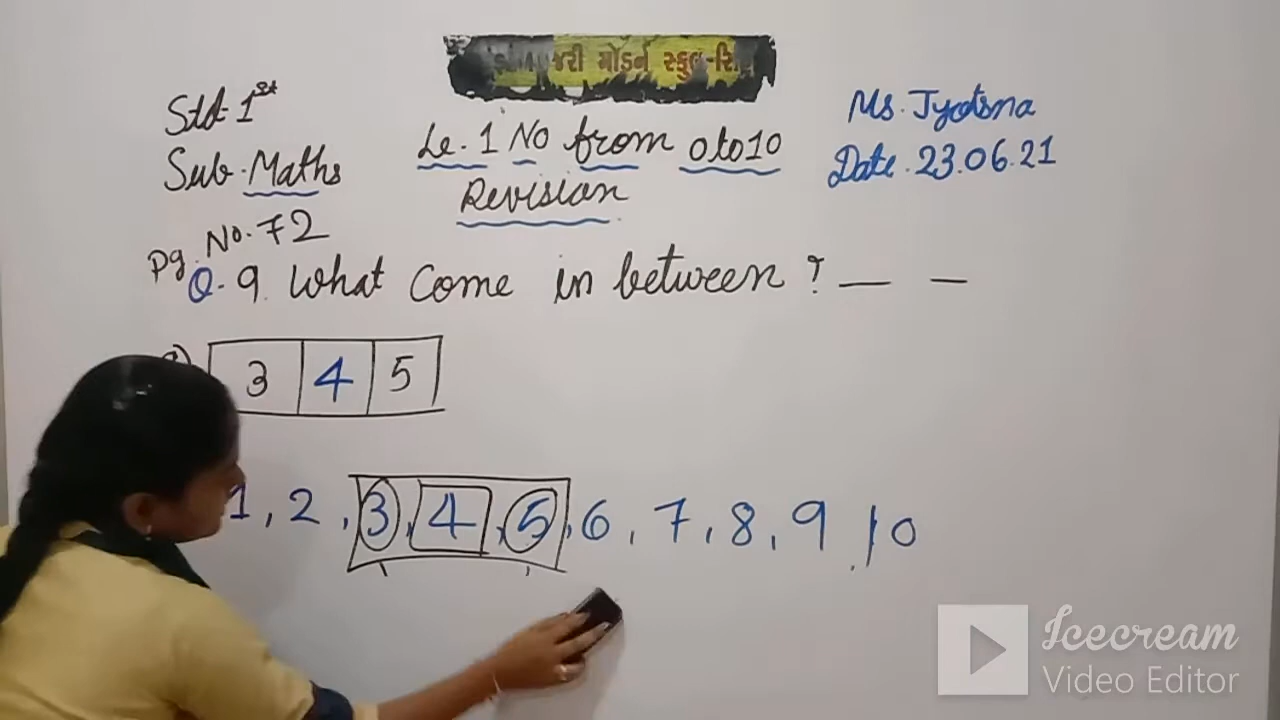 જરી મોડર્ન સ્કુલ
Std-1st
Sub-Maths
Le. 1 No from 0 to 10
Revision
Ms. Jyotsna
Date. 23.06.21
Pg. No. 72
Q. 9. What come in between ? — —
3 4 5
1, 2, 3, 4, 5, 6, 7, 8, 9, 10
Icecream
Video Editor